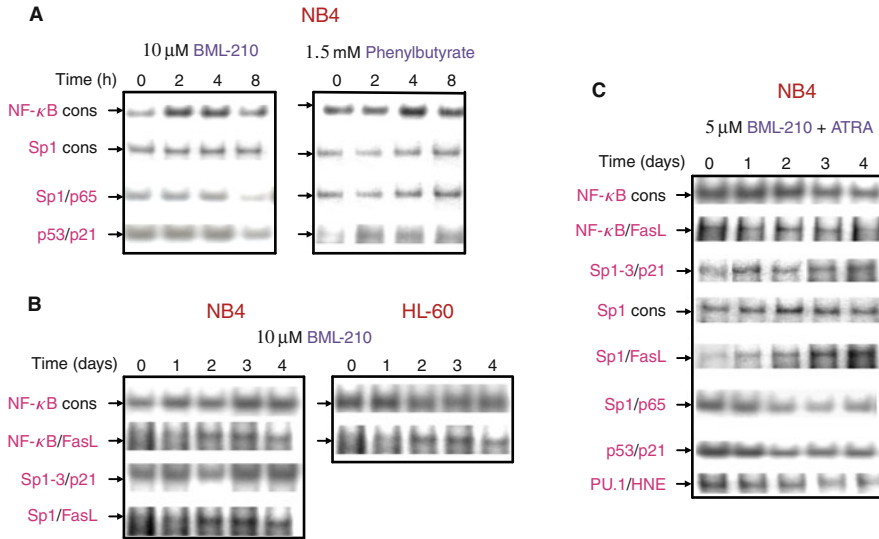 A
NB4
10 μM BML-210
1.5 mM Phenylbutyrate
Time (h) 0 2 4 8 0 2 4 8
NF-κB cons
Sp1 cons
Sp1/p65
p53/p21
B
NB4
HL-60
10 μM BML-210
Time (days) 0 1 2 3 4 0 1 2 3 4
NF-κB cons
NF-κB/FasL
Sp1-3/p21
Sp1/FasL
C
NB4
5 μM BML-210 + ATRA
Time (days) 0 1 2 3 4
NF-κB cons
NF-κB/FasL
Sp1-3/p21
Sp1 cons
Sp1/FasL
Sp1/p65
p53/p21
PU.1/HNE